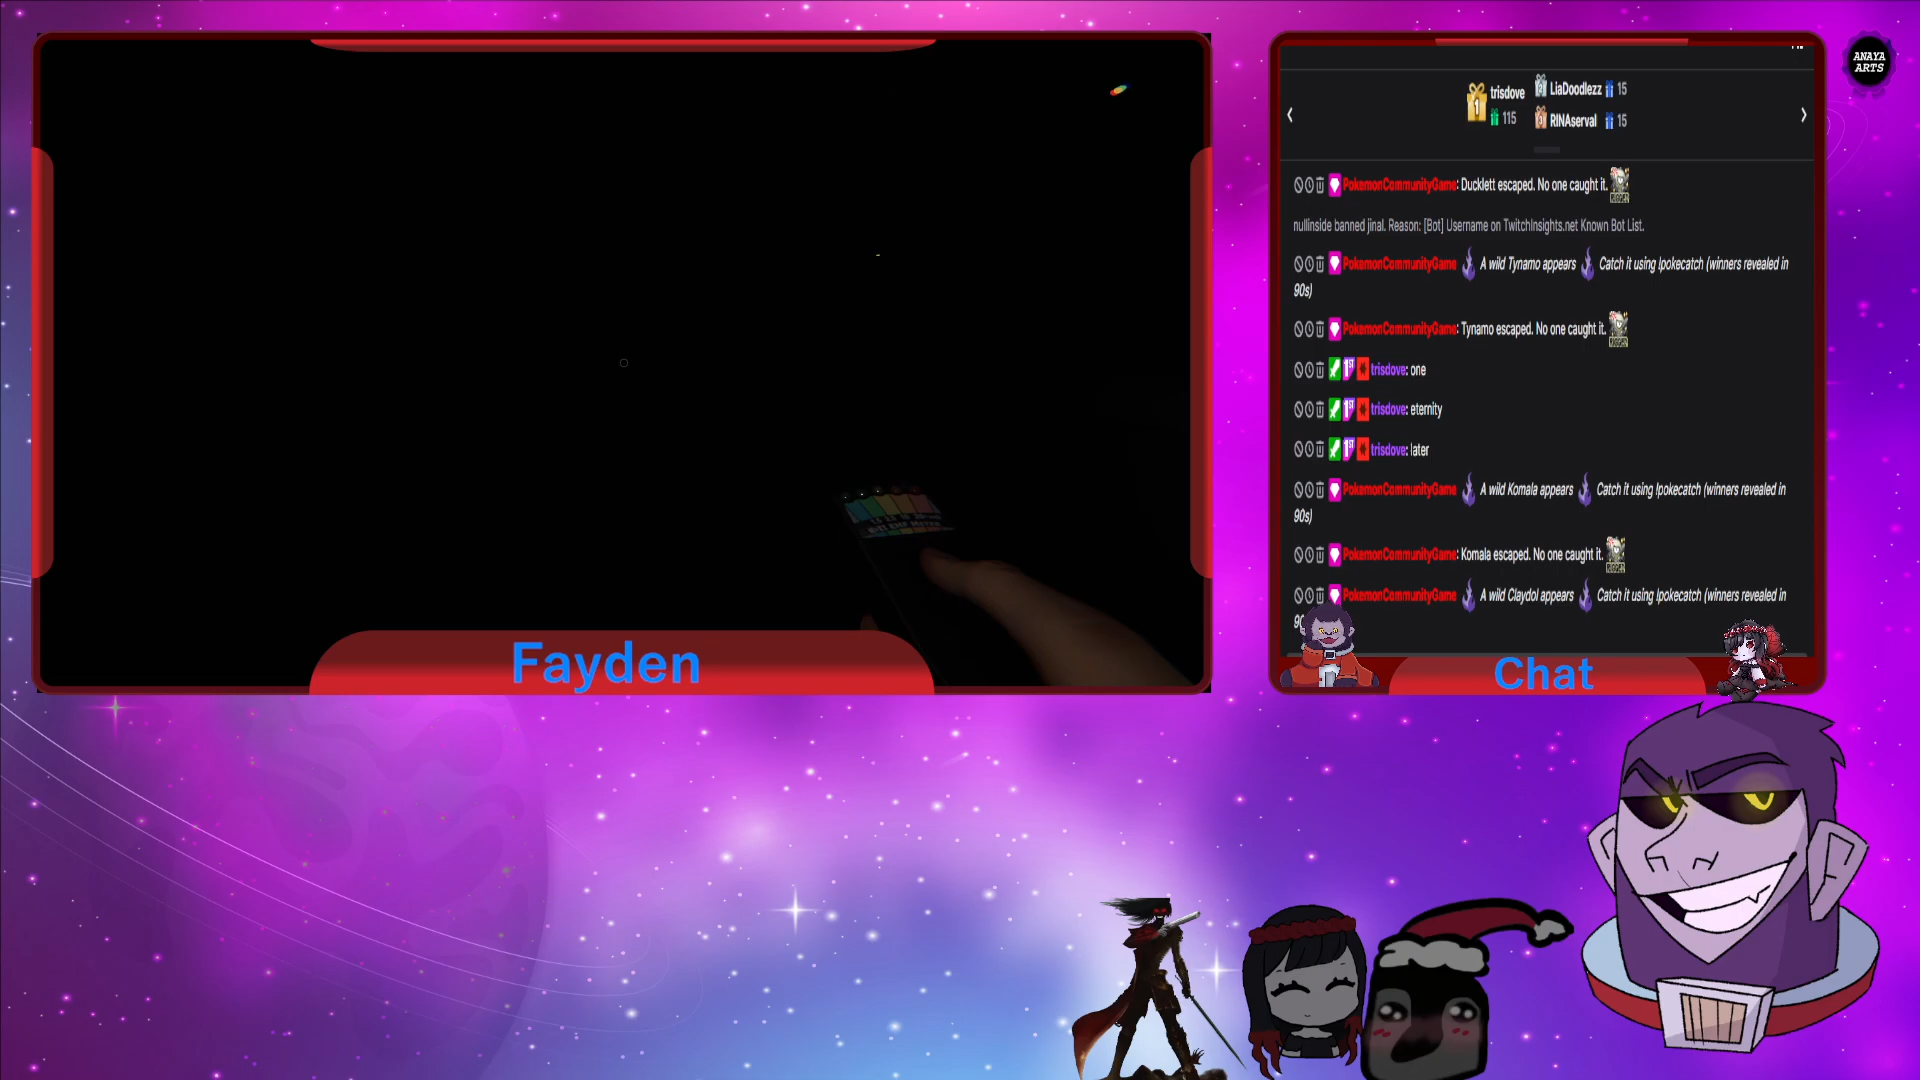 ANAYA
ARTS
trisdove
115
LiaDoodlezz 15
RINAserval 15
PokemonCommunityGame: Ducklett escaped. No one caught it.
nullinside banned jinal. Reason: [Bot] Username on TwitchInsights.net Known Bot List.
PokemonCommunityGame A wild Tynamo appears Catch it using !pokecatch (winners revealed in
90s)
PokemonCommunityGame: Tynamo escaped. No one caught it.
trisdove: one
trisdove: eternity
trisdove: later
PokemonCommunityGame A wild Komala appears Catch it using !pokecatch (winners revealed in
90s)
PokemonCommunityGame: Komala escaped. No one caught it.
PokemonCommunityGame A wild Claydol appears Catch it using !pokecatch (winners revealed in
Fayden
Chat